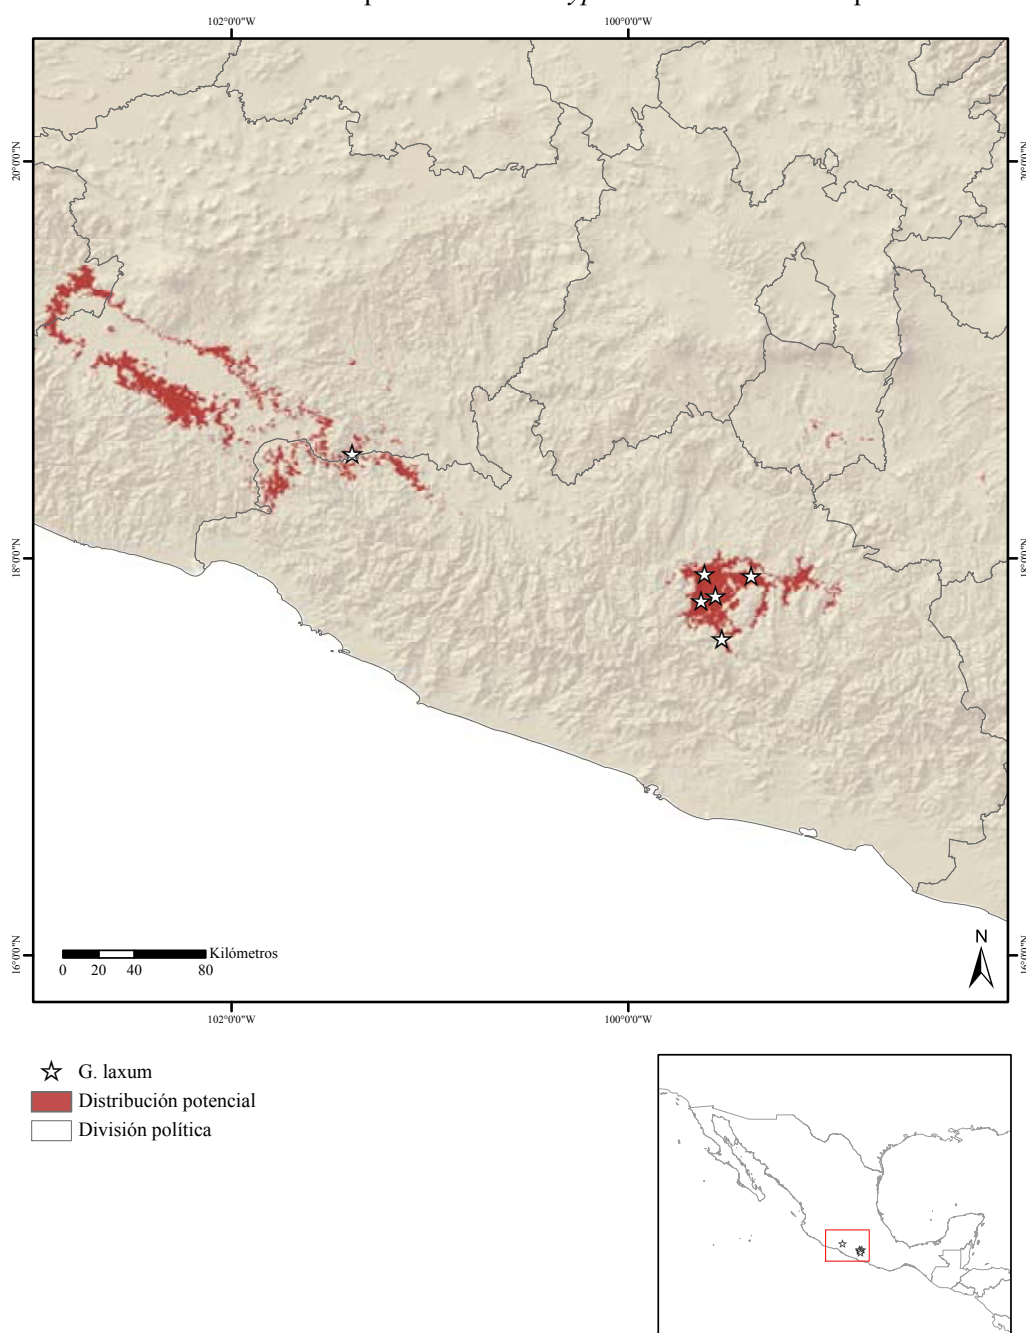 102°0'0"W 100°0'0"W
20°0'0"N
18°0'0"N
16°0'0"N
Kilómetros
0 20 40 80
N
102°0'0"W 100°0'0"W
G. laxum
Distribución potencial
División política